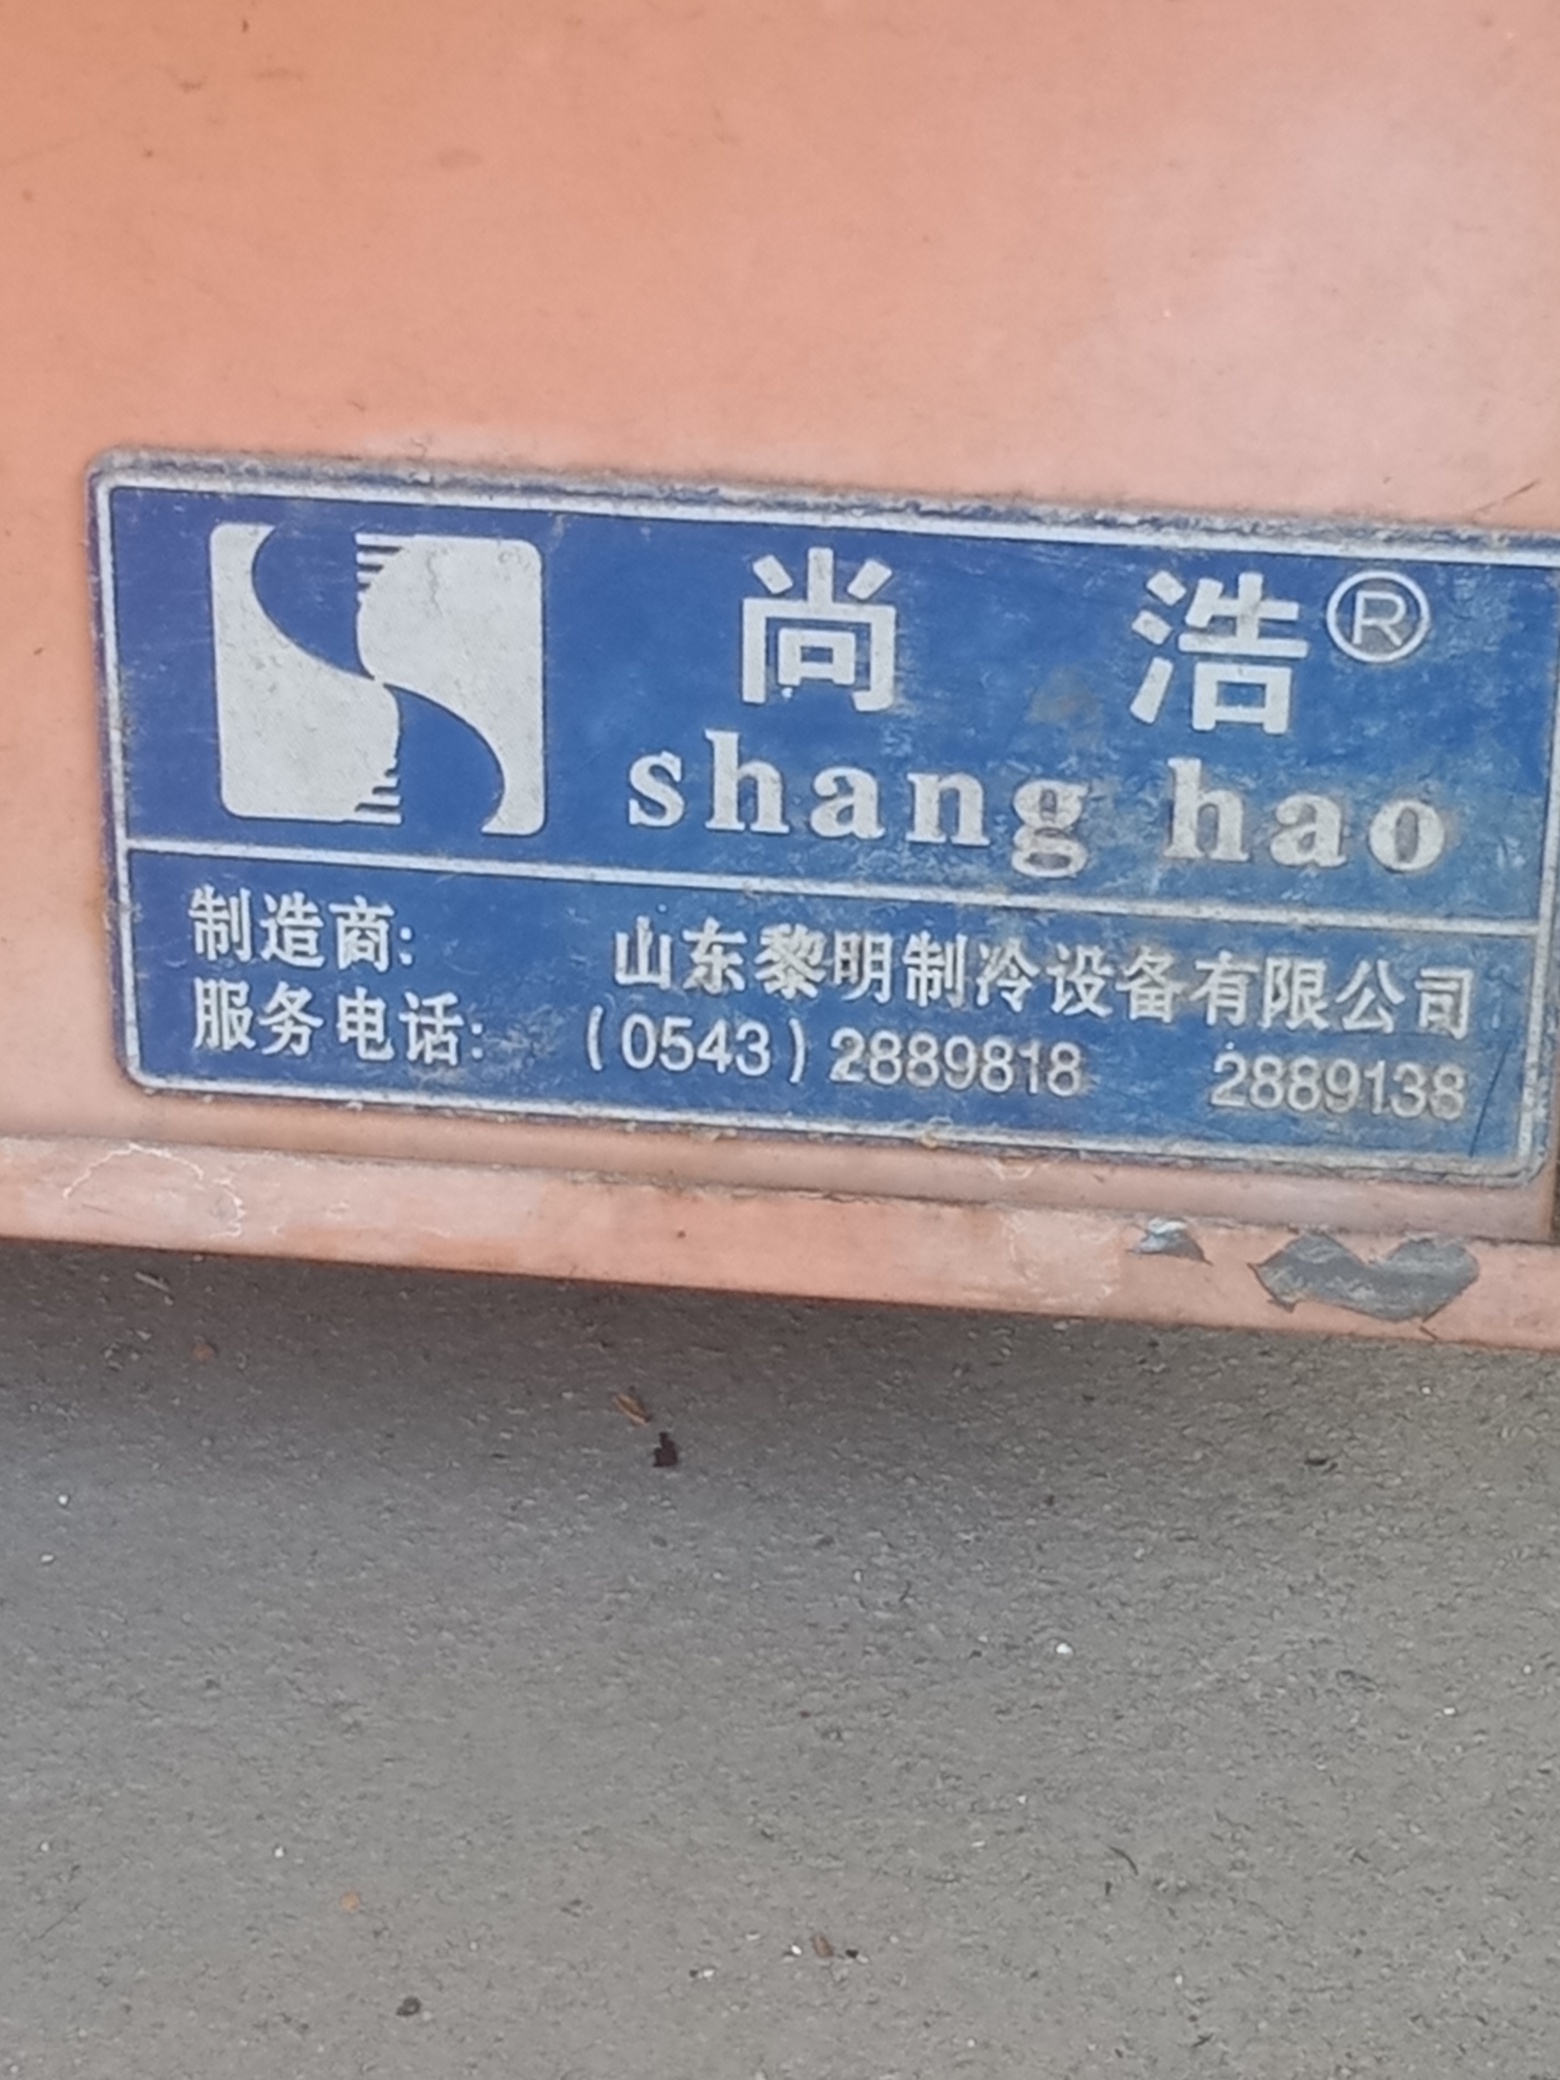 尚浩®
shang hao
制造商: 山东黎明制冷设备有限公司
服务电话: (0543) 2889818 2889138